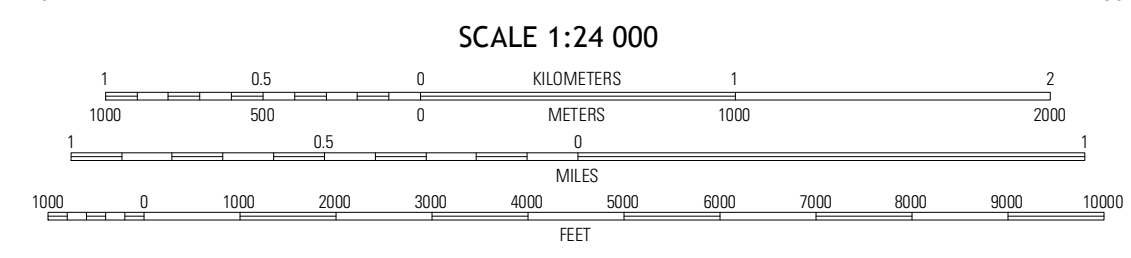 SCALE 1:24 000
1 0.5 0 KILOMETERS 1 2
1000 500 0 METERS 1000 2000
1 0.5 0 1
MILES
1000 0 1000 2000 3000 4000 5000 6000 7000 8000 9000 10000
FEET